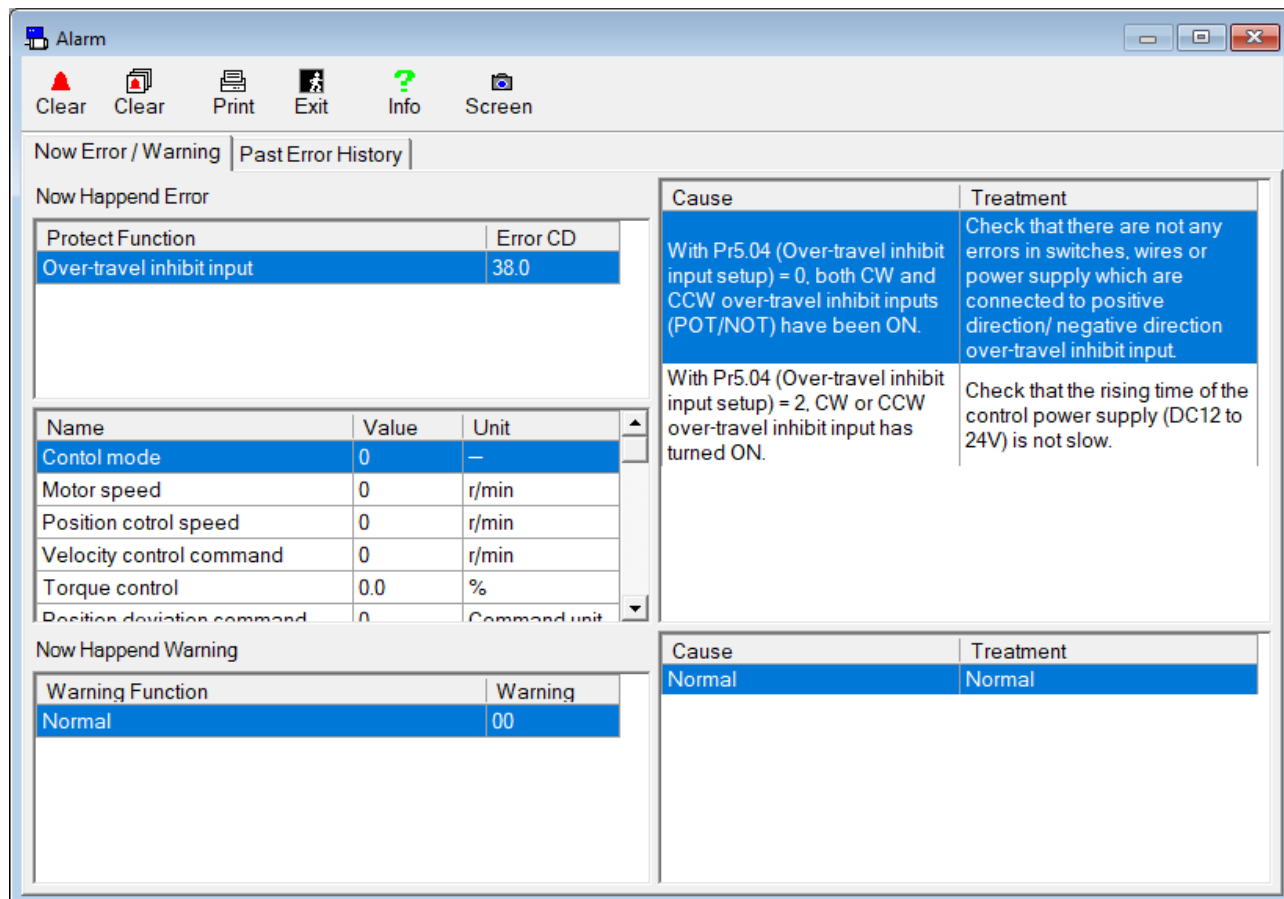 Alarm
Clear Clear Print Exit Info Screen
Now Error / Warning Past Error History
Now Happend Error
Protect Function Error CD
Over-travel inhibit input 38.0
Name Value Unit
Contol mode 0 —
Motor speed 0 r/min
Position cotrol speed 0 r/min
Velocity control command 0 r/min
Torque control 0.0 %
Position deviation command 0 Command unit
Cause Treatment
With Pr5.04 (Over-travel inhibit
input setup) = 0, both CW and
CCW over-travel inhibit inputs
(POT/NOT) have been ON.
Check that there are not any
errors in switches, wires or
power supply which are
connected to positive
direction/ negative direction
over-travel inhibit input.
With Pr5.04 (Over-travel inhibit
input setup) = 2, CW or CCW
over-travel inhibit input has
turned ON.
Check that the rising time of the
control power supply (DC12 to
24V) is not slow.
Now Happend Warning
Warning Function Warning
Normal 00
Cause Treatment
Normal Normal